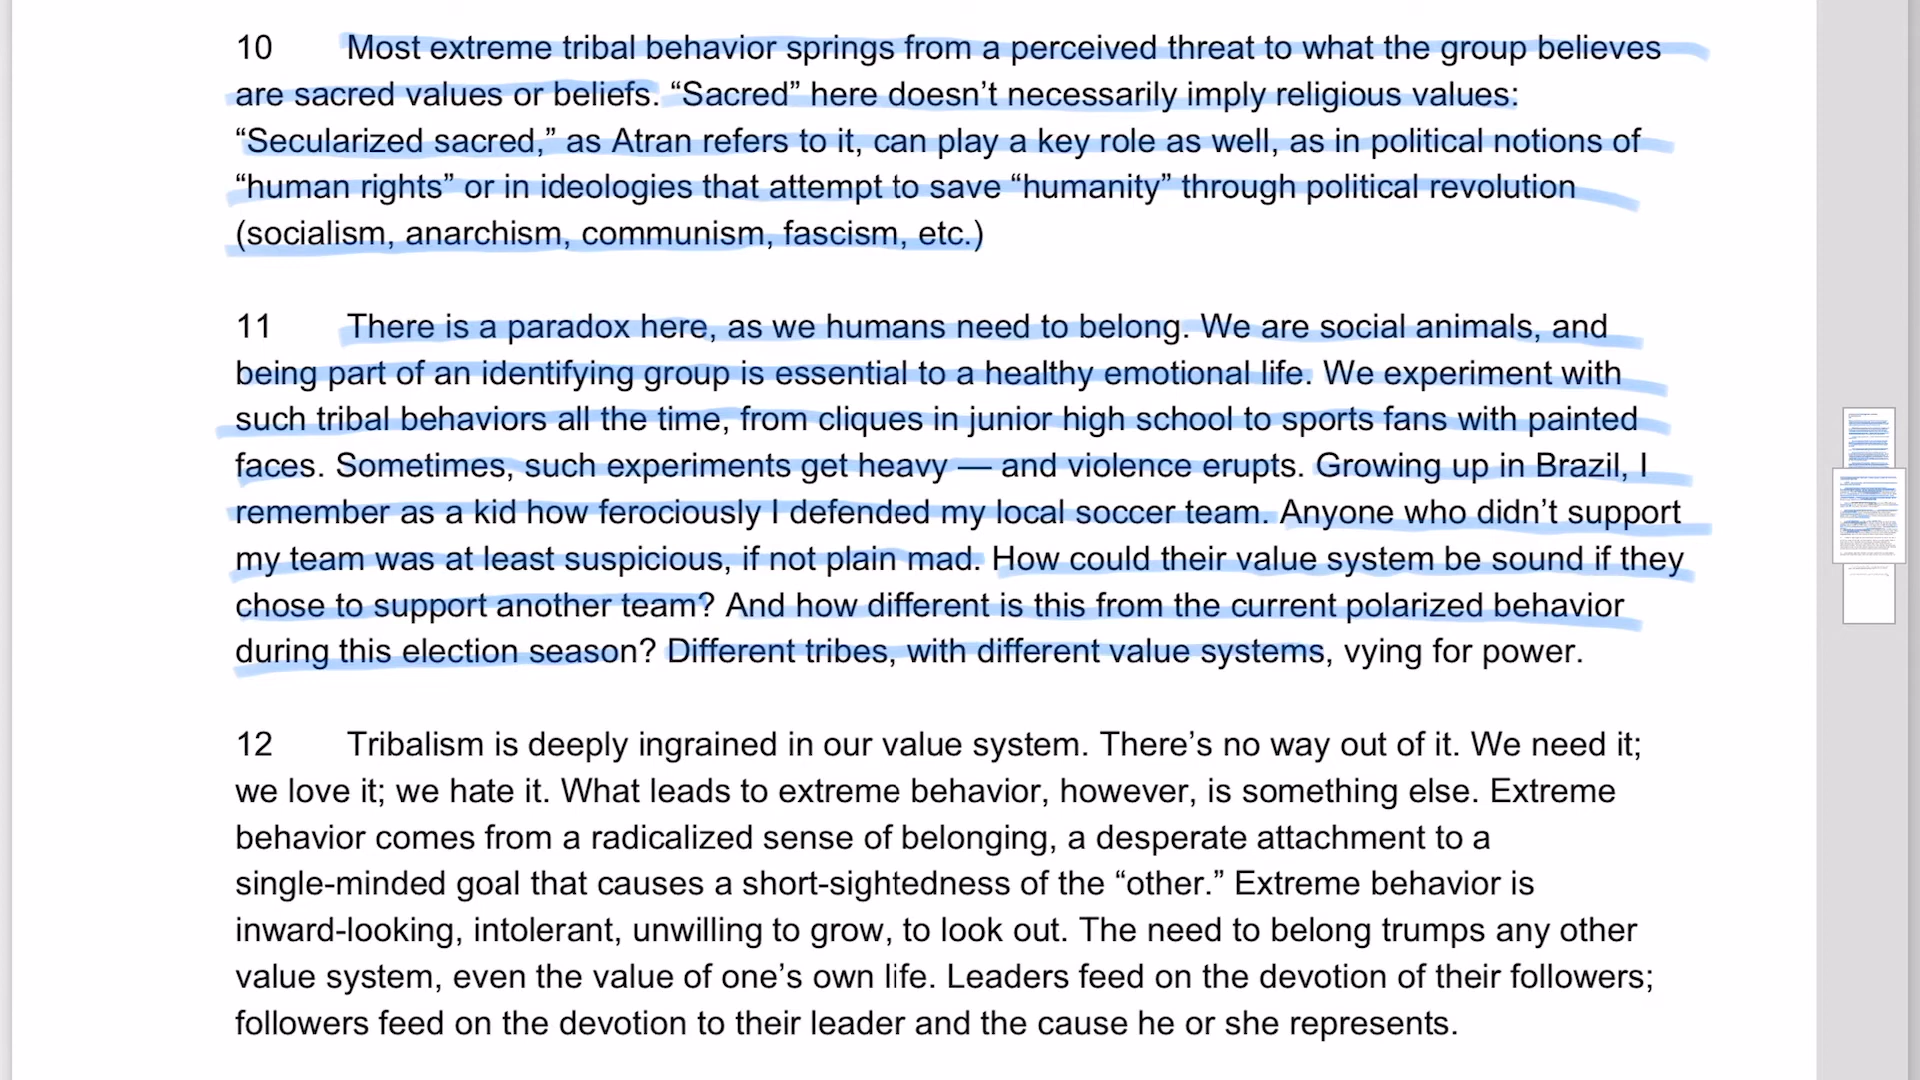 10 Most extreme tribal behavior springs from a perceived threat to what the group believes
are sacred values or beliefs. “Sacred” here doesn’t necessarily imply religious values:
“Secularized sacred,” as Atran refers to it, can play a key role as well, as in political notions of
“human rights” or in ideologies that attempt to save “humanity” through political revolution
(socialism, anarchism, communism, fascism, etc.)
11 There is a paradox here, as we humans need to belong. We are social animals, and
being part of an identifying group is essential to a healthy emotional life. We experiment with
such tribal behaviors all the time, from cliques in junior high school to sports fans with painted
faces. Sometimes, such experiments get heavy — and violence erupts. Growing up in Brazil, I
remember as a kid how ferociously I defended my local soccer team. Anyone who didn’t support
my team was at least suspicious, if not plain mad. How could their value system be sound if they
chose to support another team? And how different is this from the current polarized behavior
during this election season? Different tribes, with different value systems, vying for power.
12 Tribalism is deeply ingrained in our value system. There’s no way out of it. We need it;
we love it; we hate it. What leads to extreme behavior, however, is something else. Extreme
behavior comes from a radicalized sense of belonging, a desperate attachment to a
single-minded goal that causes a short-sightedness of the “other.” Extreme behavior is
inward-looking, intolerant, unwilling to grow, to look out. The need to belong trumps any other
value system, even the value of one’s own life. Leaders feed on the devotion of their followers;
followers feed on the devotion to their leader and the cause he or she represents.